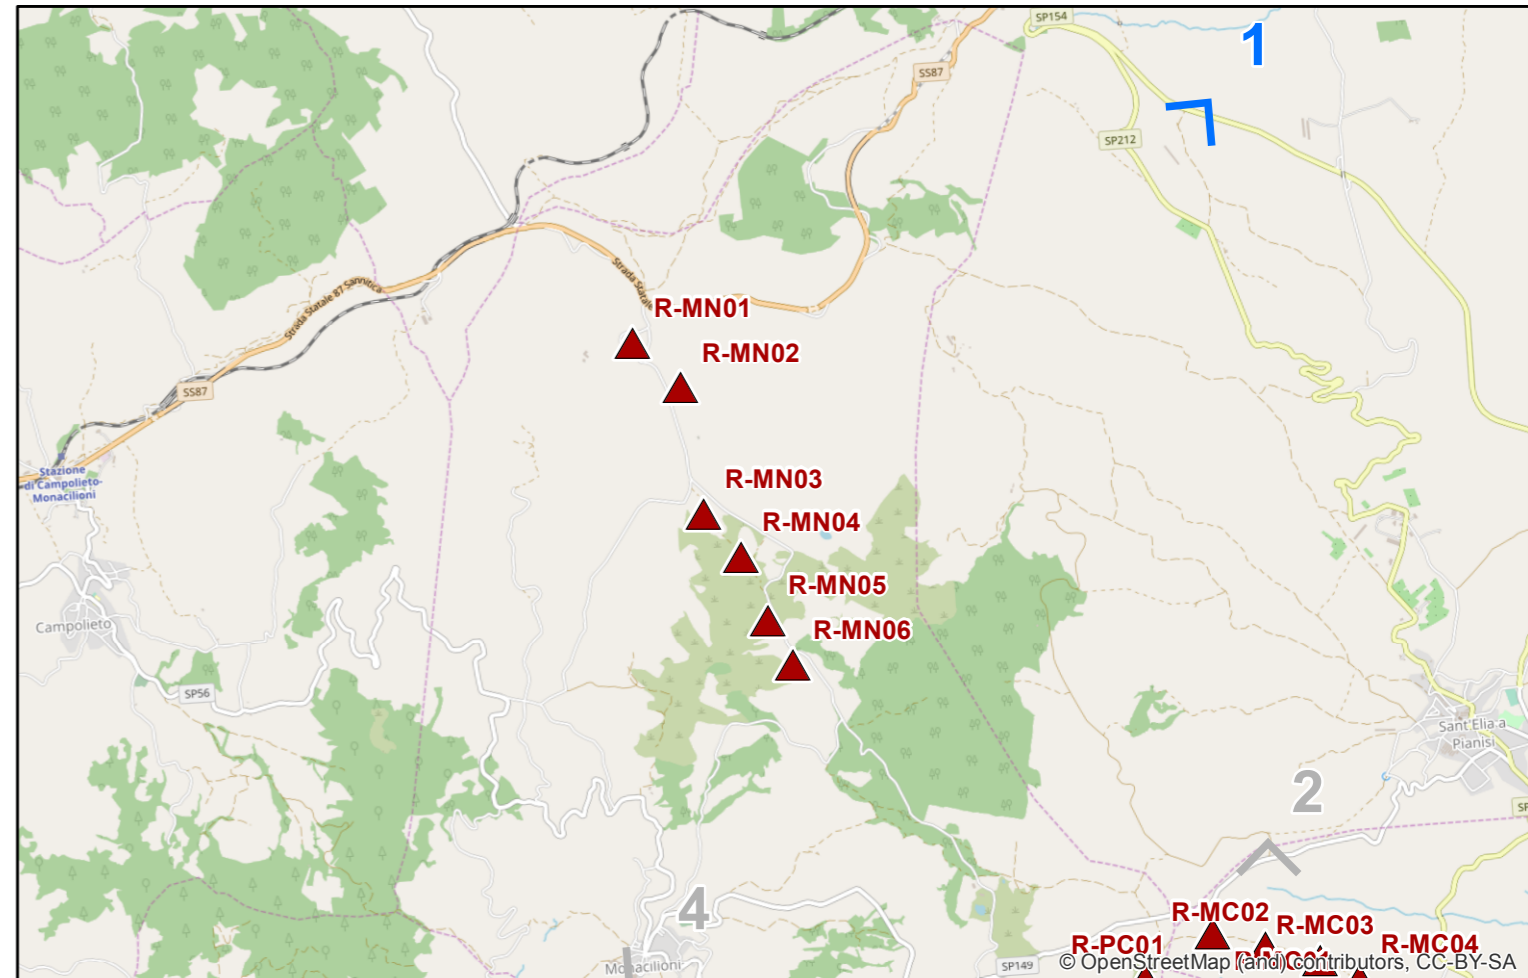 SP154
1
SS87
SP212
Strada Statale 87 Sannitica
Strada Statale
R-MN01
R-MN02
SS87
Stazione
di Campolieto-
Monacilioni
R-MN03
R-MN04
R-MN05
R-MN06
Campolieto
SP56
Sant'Elia a
Pianisi
2
4
R-MC02
R-MC03
R-PC01
R-MC04
Monacilioni
SP149
© OpenStreetMap (and) contributors, CC-BY-SA